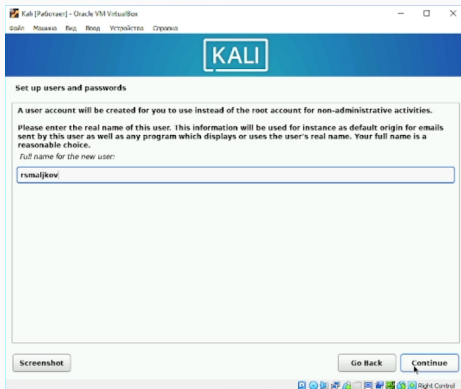 Kali [Работает] - Oracle VM VirtualBox
Файл Машина Вид Ввод Устройства Справка
KALI
Set up users and passwords
A user account will be created for you to use instead of the root account for non-administrative activities.
Please enter the real name of this user. This information will be used for instance as default origin for emails
sent by this user as well as any program which displays or uses the user's real name. Your full name is a
reasonable choice.
Full name for the new user:
rsmaljkov
Screenshot Go Back Continue
Right Control